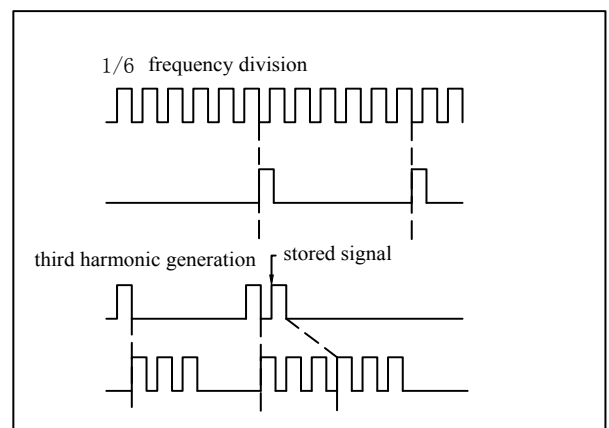 1/6 frequency division
third harmonic generation
stored signal